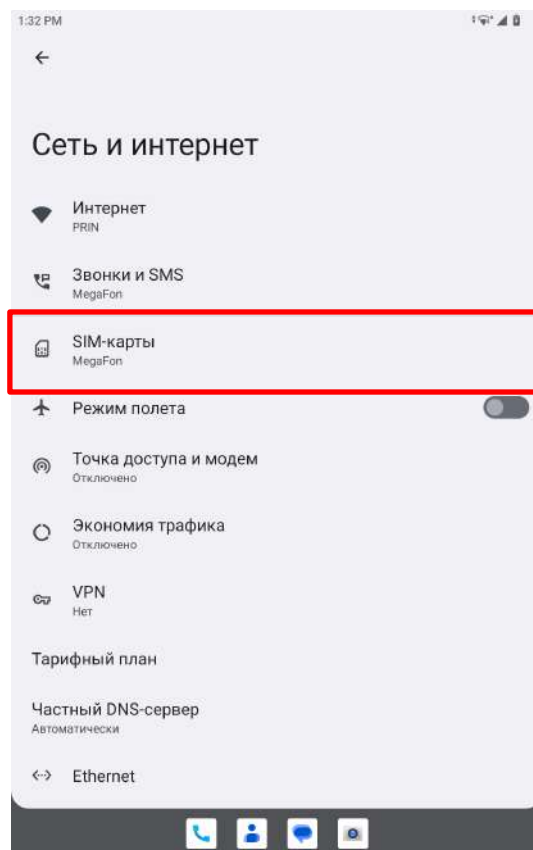 1:32 PM
Сеть и интернет
Интернет
PRIN
Звонки и SMS
MegaFon
SIM-карты
MegaFon
Режим полета
Точка доступа и модем
Отключено
Экономия трафика
Отключено
VPN
Нет
Тарифный план
Частный DNS-сервер
Автоматически
Ethernet